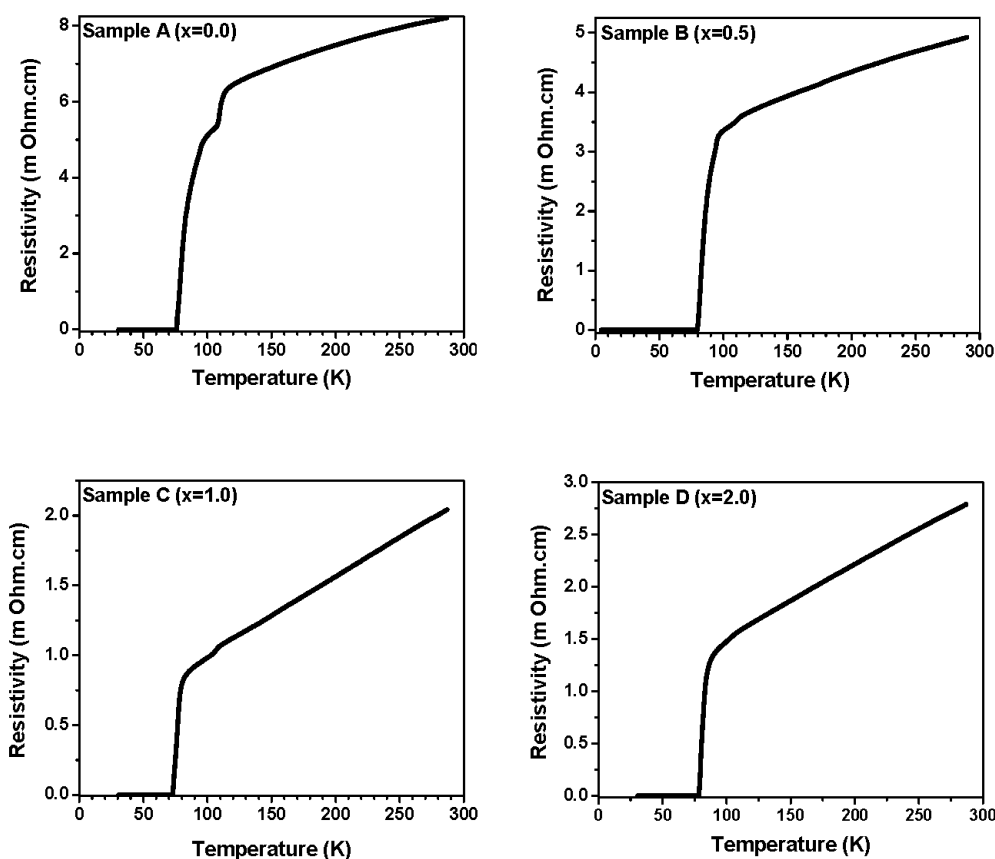 Sample A (x=0.0)
8
6
4
2
0
0 50 100 150 200 250 300
Resistivity (m Ohm.cm)
Temperature (K)
Sample B (x=0.5)
5
4
3
2
1
0
0 50 100 150 200 250 300
Resistivity (m Ohm.cm)
Temperature (K)
Sample C (x=1.0)
2.0
1.5
1.0
0.5
0.0
0 50 100 150 200 250 300
Resistivity (m Ohm.cm)
Temperature (K)
Sample D (x=2.0)
3.0
2.5
2.0
1.5
1.0
0.5
0.0
0 50 100 150 200 250 300
Resistivity (m Ohm.cm)
Temperature (K)